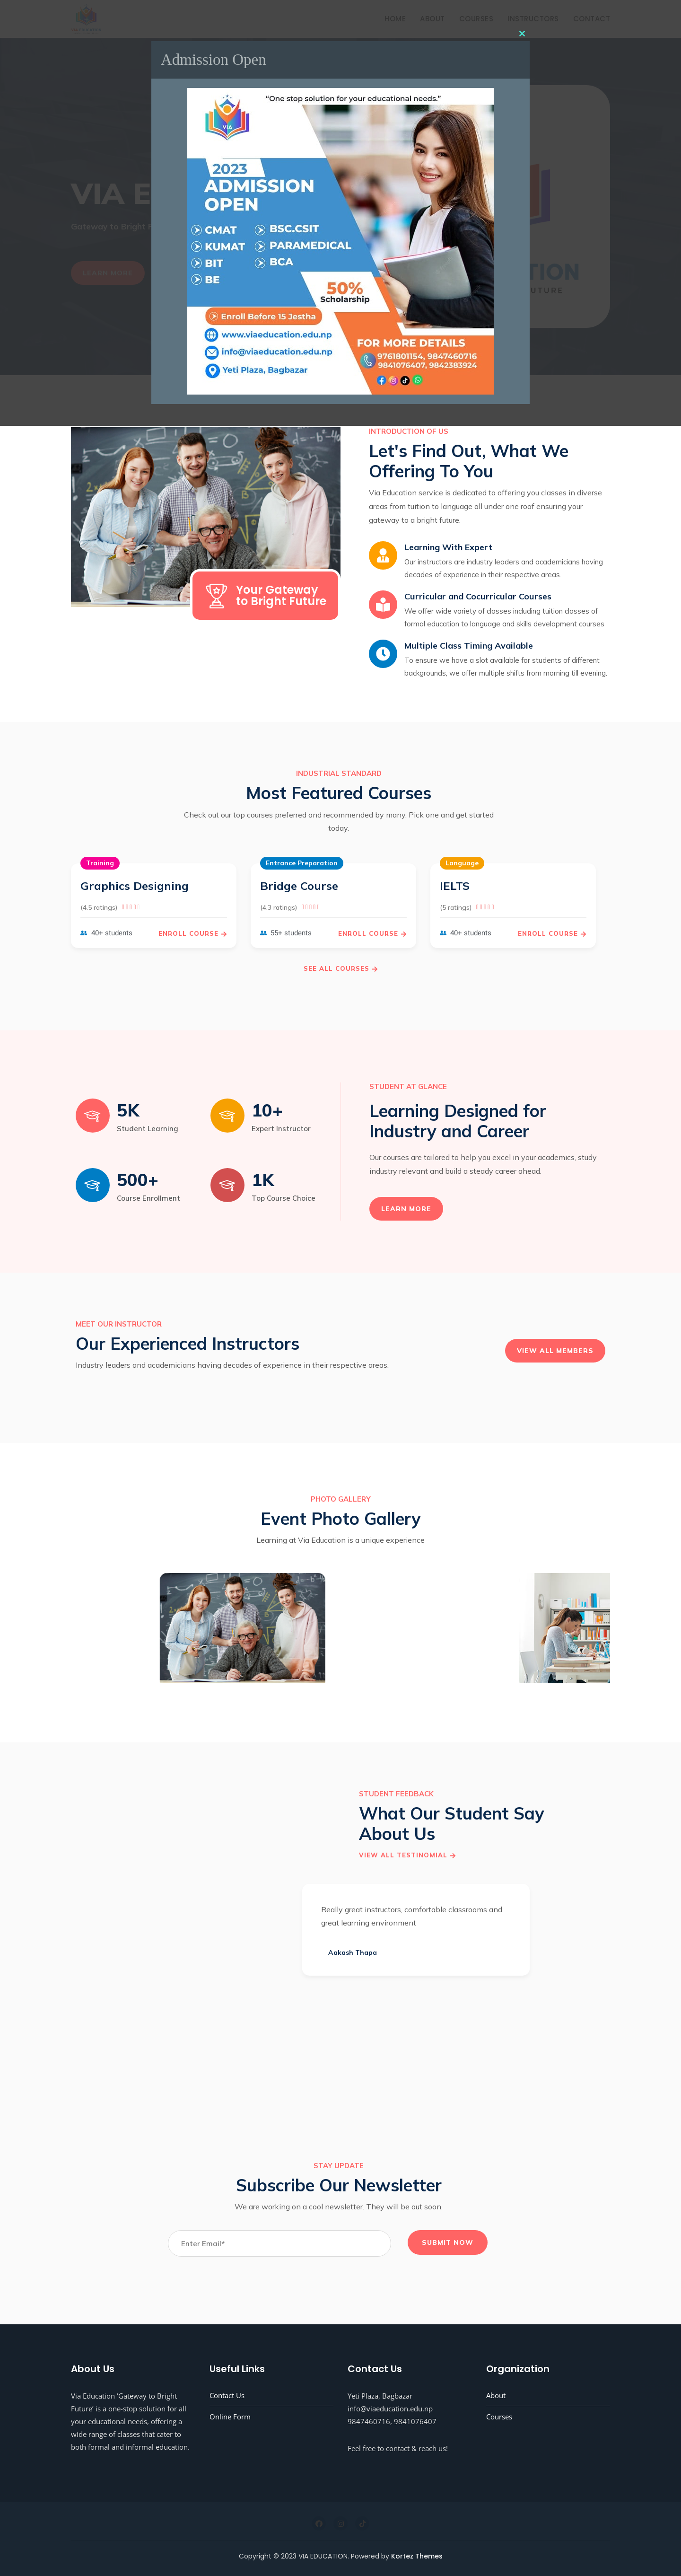 HOME ABOUT COURSES INSTRUCTORS CONTACT
Admission Open
"One stop solution for your educational needs."
VIA
2023
ADMISSION
OPEN
CMAT
KUMAT
BIT
BE
BSC.CSIT
PARAMEDICAL
BCA
50%
Scholarship
Enroll Before 15 Jestha
www.viaeducation.edu.np
info@viaeducation.edu.np
Yeti Plaza, Bagbazar
FOR MORE DETAILS
9761801154, 9847460716
9841076407, 9842383924
VIA E
Gateway to Bright F
LEARN MORE
INTRODUCTION OF US
Let's Find Out, What We
Offering To You
Via Education service is dedicated to offering you classes in diverse
areas from tuition to language all under one roof ensuring your
gateway to a bright future.
Learning With Expert
Our instructors are industry leaders and academicians having
decades of experience in their respective areas.
Curricular and Cocurricular Courses
We offer wide variety of classes including tuition classes of
formal education to language and skills development courses
Multiple Class Timing Available
To ensure we have a slot available for students of different
backgrounds, we offer multiple shifts from morning till evening.
Your Gateway
to Bright Future
INDUSTRIAL STANDARD
Most Featured Courses
Check out our top courses preferred and recommended by many. Pick one and get started
today.
Training
Graphics Designing
(4.5 ratings)
40+ students
ENROLL COURSE
Entrance Preparation
Bridge Course
(4.3 ratings)
55+ students
ENROLL COURSE
Language
IELTS
(5 ratings)
40+ students
ENROLL COURSE
SEE ALL COURSES
5K
Student Learning
10+
Expert Instructor
500+
Course Enrollment
1K
Top Course Choice
STUDENT AT GLANCE
Learning Designed for
Industry and Career
Our courses are tailored to help you excel in your academics, study
industry relevant and build a steady career ahead.
LEARN MORE
MEET OUR INSTRUCTOR
Our Experienced Instructors
Industry leaders and academicians having decades of experience in their respective areas.
VIEW ALL MEMBERS
PHOTO GALLERY
Event Photo Gallery
Learning at Via Education is a unique experience
STUDENT FEEDBACK
What Our Student Say
About Us
VIEW ALL TESTINOMIAL
Really great instructors, comfortable classrooms and
great learning environment
Aakash Thapa
STAY UPDATE
Subscribe Our Newsletter
We are working on a cool newsletter. They will be out soon.
Enter Email*
SUBMIT NOW
About Us
Via Education 'Gateway to Bright
Future' is a one-stop solution for all
your educational needs, offering a
wide range of classes that cater to
both formal and informal education.
Useful Links
Contact Us
Online Form
Contact Us
Yeti Plaza, Bagbazar
info@viaeducation.edu.np
9847460716, 9841076407
Feel free to contact & reach us!
Organization
About
Courses
Copyright © 2023 VIA EDUCATION. Powered by Kortez Themes